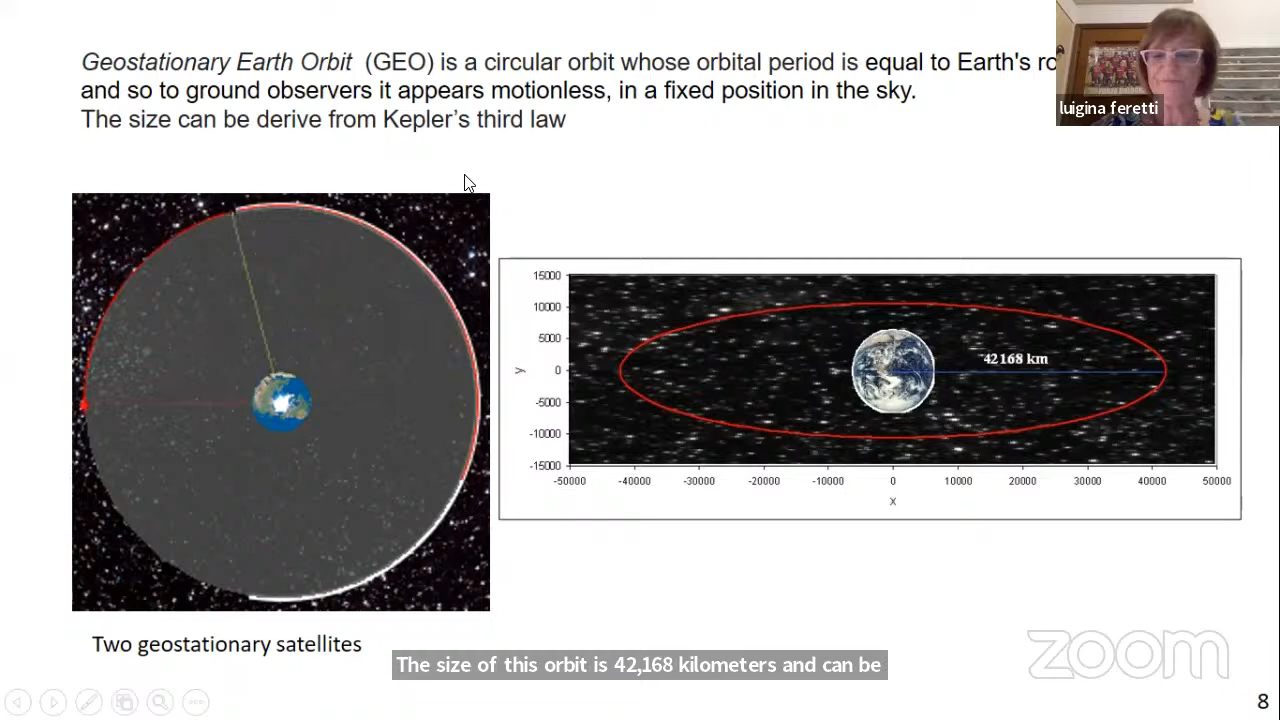 Geostationary Earth Orbit (GEO) is a circular orbit whose orbital period is equal to Earth's ro
and so to ground observers it appears motionless, in a fixed position in the sky.
The size can be derive from Kepler's third law
luigina feretti
15000
10000
5000
0
-5000
-10000
-15000
y
42168 km
-50000 -40000 -30000 -20000 -10000 0 10000 20000 30000 40000 50000
x
Two geostationary satellites
The size of this orbit is 42,168 kilometers and can be
zoom
8